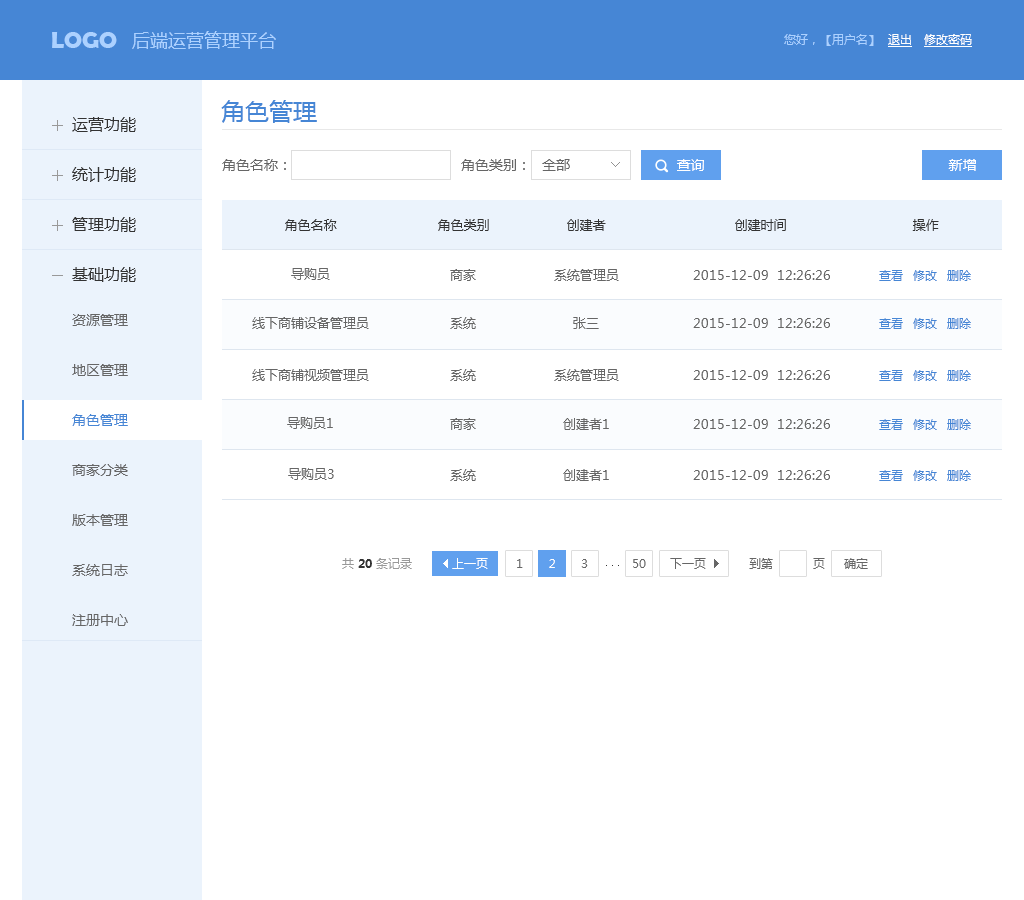 LOGO 后端运营管理平台 您好，【用户名】 退出 修改密码
运营功能
统计功能
管理功能
基础功能
资源管理
地区管理
角色管理
商家分类
版本管理
系统日志
注册中心
角色管理
角色名称： 角色类别： 全部 查询 新增
角色名称 角色类别 创建者 创建时间 操作
导购员 商家 系统管理员 2015-12-09 12:26:26 查看 修改 删除
线下商铺设备管理员 系统 张三 2015-12-09 12:26:26 查看 修改 删除
线下商铺视频管理员 系统 系统管理员 2015-12-09 12:26:26 查看 修改 删除
导购员1 商家 创建者1 2015-12-09 12:26:26 查看 修改 删除
导购员3 系统 创建者1 2015-12-09 12:26:26 查看 修改 删除
共 20 条记录 上一页 1 2 3 ... 50 下一页 到第 页 确定